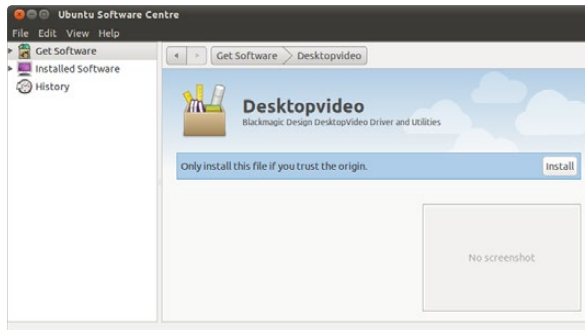 Ubuntu Software Centre
File Edit View Help
Get Software
Installed Software
History
Get Software Desktopvideo
Desktopvideo
Blackmagic Design DesktopVideo Driver and Utilities
Only install this file if you trust the origin. Install
No screenshot